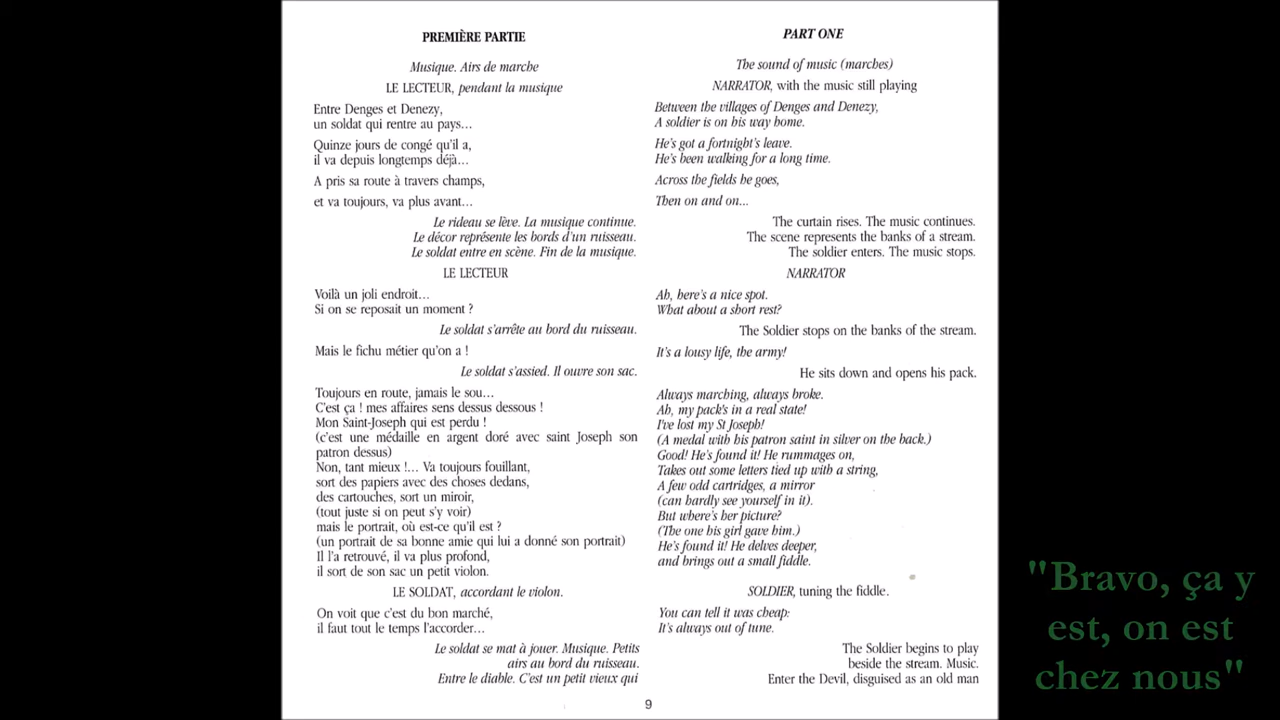 PREMIÈRE PARTIE
Musique. Airs de marche
LE LECTEUR, pendant la musique
Entre Denges et Denezy,
un soldat qui rentre au pays...
Quinze jours de congé qu'il a,
il va depuis longtemps déjà...
A pris sa route à travers champs,
et va toujours, va plus avant...
Le rideau se lève. La musique continue.
Le décor représente les bords d'un ruisseau.
Le soldat entre en scène. Fin de la musique.
LE LECTEUR
Voilà un joli endroit...
Si on se reposait un moment ?
Le soldat s'arrête au bord du ruisseau.
Mais le fichu métier qu'on a !
Le soldat s'assied. Il ouvre son sac.
Toujours en route, jamais le sou...
C'est ça ! mes affaires sens dessus dessous !
Mon Saint-Joseph qui est perdu !
(c'est une médaille en argent doré avec saint Joseph son
patron dessus)
Non, tant mieux !... Va toujours fouillant,
sort des papiers avec des choses dedans,
des cartouches, sort un miroir,
(tout juste si on peut s'y voir)
mais le portrait, où est-ce qu'il est ?
(un portrait de sa bonne amie qui lui a donné son portrait)
Il l'a retrouvé, il va plus profond,
il sort de son sac un petit violon.
LE SOLDAT, accordant le violon.
On voit que c'est du bon marché,
il faut tout le temps l'accorder...
Le soldat se mat à jouer. Musique. Petits
airs au bord du ruisseau.
Entre le diable. C'est un petit vieux qui
PART ONE
The sound of music (marches)
NARRATOR, with the music still playing
Between the villages of Denges and Denezy,
A soldier is on his way home.
He's got a fortnight's leave.
He's been walking for a long time.
Across the fields he goes,
Then on and on...
The curtain rises. The music continues.
The scene represents the banks of a stream.
The soldier enters. The music stops.
NARRATOR
Ah, here's a nice spot.
What about a short rest?
The Soldier stops on the banks of the stream.
It's a lousy life, the army!
He sits down and opens his pack.
Always marching, always broke.
Ah, my pack's in a real state!
I've lost my St Joseph!
(A medal with his patron saint in silver on the back.)
Good! He's found it! He rummages on,
Takes out some letters tied up with a string,
A few odd cartridges, a mirror
(can hardly see yourself in it).
But where's her picture?
(The one his girl gave him.)
He's found it! He delves deeper,
and brings out a small fiddle.
SOLDIER, tuning the fiddle.
You can tell it was cheap:
It's always out of tune.
The Soldier begins to play
beside the stream. Music.
Enter the Devil, disguised as an old man
9
"Bravo, ça y
est, on est
chez nous"